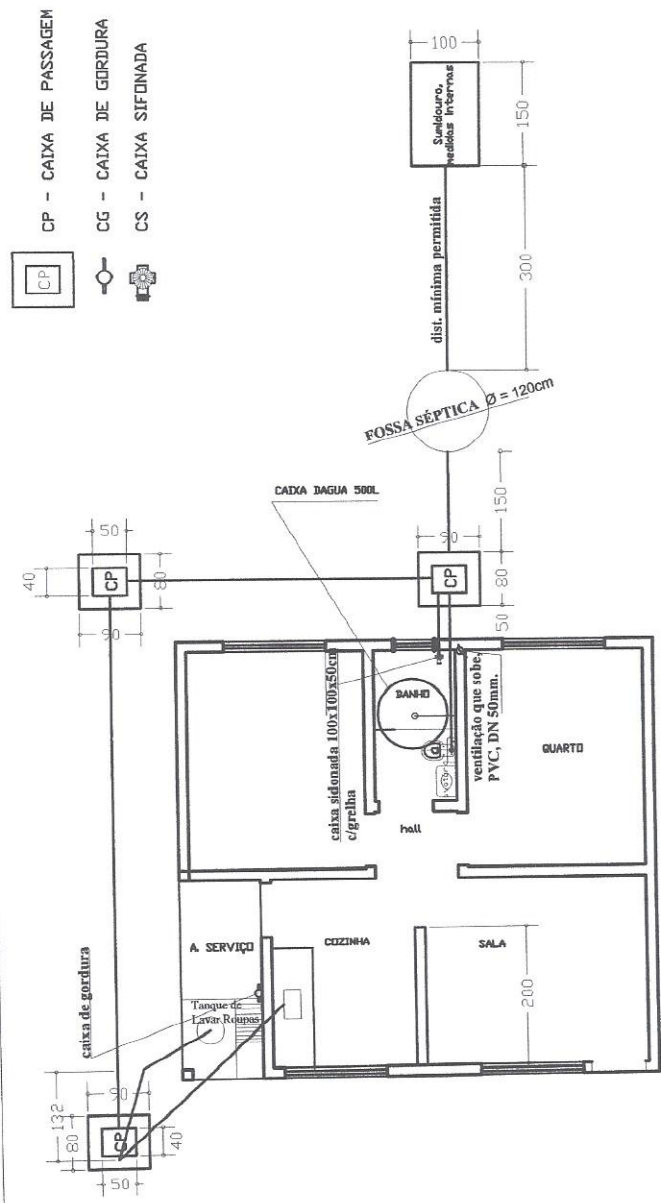 CP - CAIXA DE PASSAGEM
CG - CAIXA DE GORDURA
CS - CAIXA SIFONADA
CP
100
Sumidouro,
medidas internas
150
dist. mínima permitida
300
FOSSA SÉPTICA Ø = 120cm
150
CAIXA DAGUA 500L
50
40
CP
80
90
90
CP
80
50
caixa sidonada 100x100x50cm
c/grelha
BANHO
ventilação que sobe,
PVC, DN 50mm.
QUARTO
hall
A. SERVIÇO
COZINHA
SALA
200
Tanque de
Lavar Roupas
caixa de gordura
132
90
80
CP
40
50